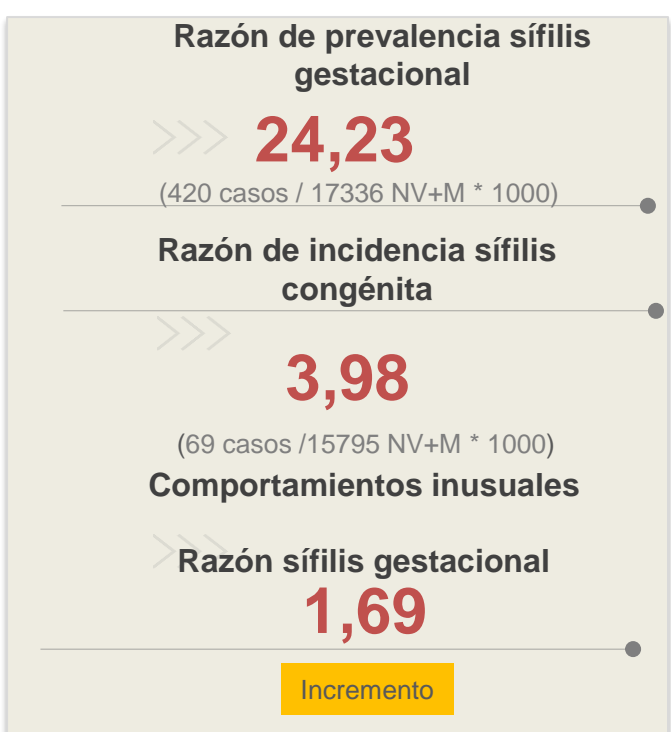 Razón de prevalencia sífilis
gestacional
24,23
(420 casos / 17336 NV+M * 1000)
Razón de incidencia sífilis
congénita
3,98
(69 casos /15795 NV+M * 1000)
Comportamientos inusuales
Razón sífilis gestacional
1,69
Incremento